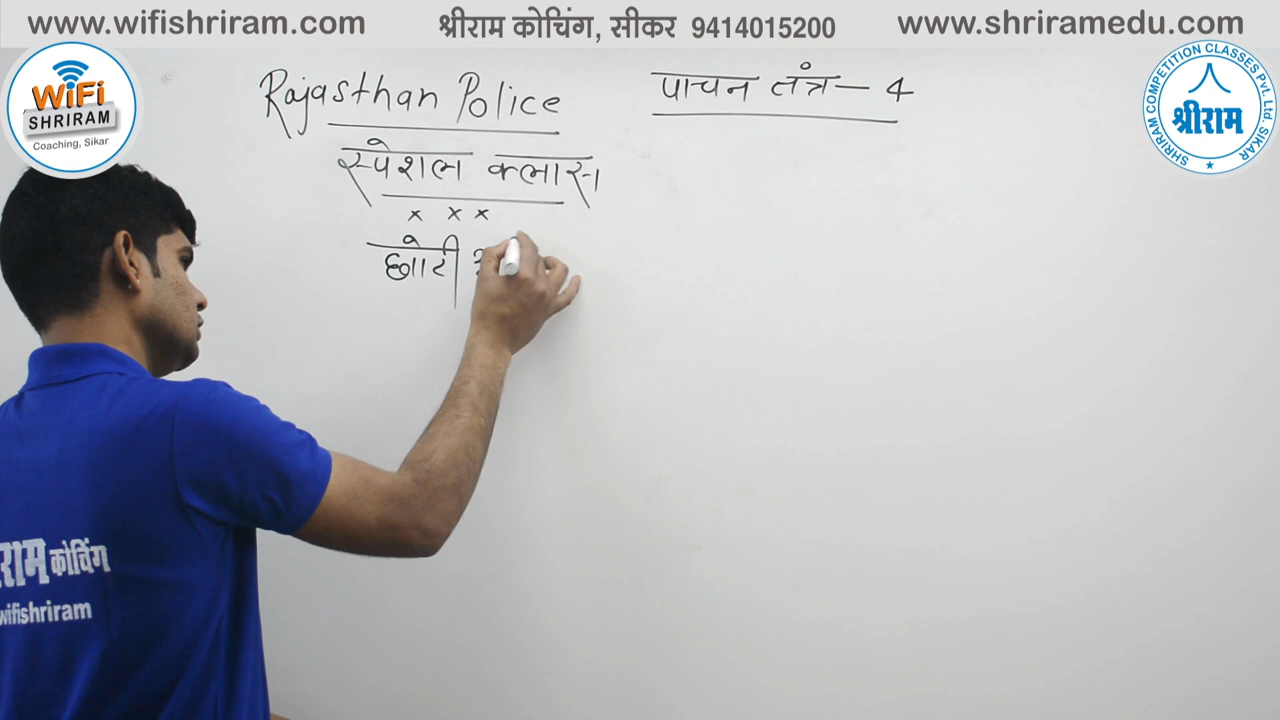 www.wifishriram.com श्रीराम कोचिंग, सीकर 9414015200 www.shriramedu.com
WiFi
SHRIRAM
Coaching, Sikar
SHRIRAM COMPETITION CLASSES Pvt. Ltd. SIKAR
श्रीराम
Rajasthan Police
पाचन तंत्र - 4
स्पेशल क्लास
x x x
छोटी
राम कोचिंग
wifishriram